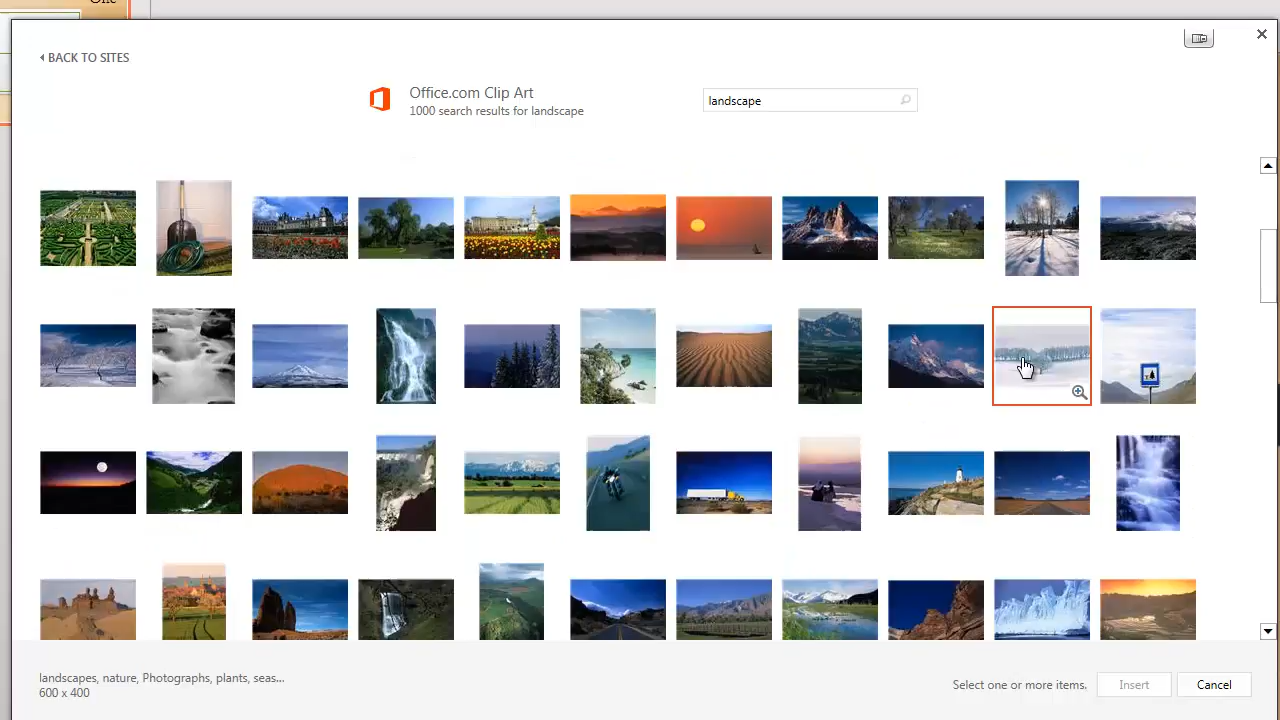 One
BACK TO SITES
Office.com Clip Art
1000 search results for landscape
landscape
landscapes, nature, Photographs, plants, seas...
600 x 400
Select one or more items.
Insert
Cancel